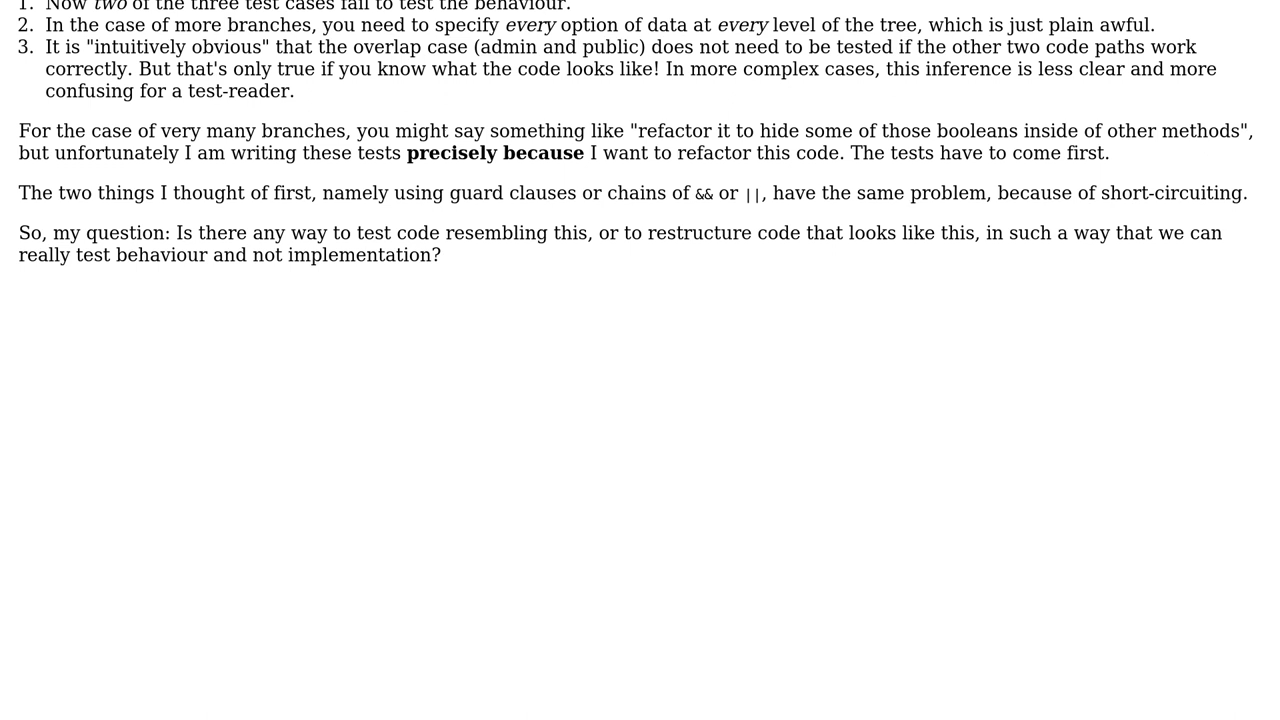 1. Now two of the three test cases fail to test the behaviour.
2. In the case of more branches, you need to specify every option of data at every level of the tree, which is just plain awful.
3. It is "intuitively obvious" that the overlap case (admin and public) does not need to be tested if the other two code paths work
correctly. But that's only true if you know what the code looks like! In more complex cases, this inference is less clear and more
confusing for a test-reader.
For the case of very many branches, you might say something like "refactor it to hide some of those booleans inside of other methods",
but unfortunately I am writing these tests precisely because I want to refactor this code. The tests have to come first.
The two things I thought of first, namely using guard clauses or chains of && or ||, have the same problem, because of short-circuiting.
So, my question: Is there any way to test code resembling this, or to restructure code that looks like this, in such a way that we can
really test behaviour and not implementation?